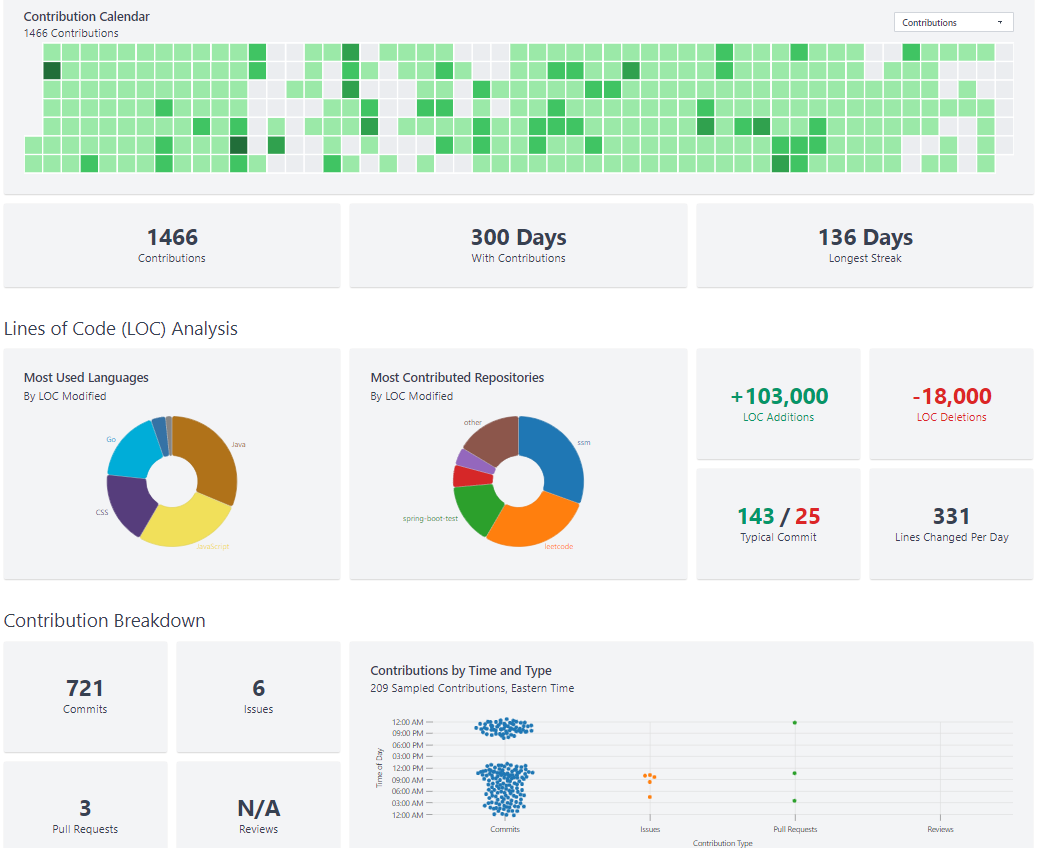 Contribution Calendar
1466 Contributions
Contributions
1466
Contributions
300 Days
With Contributions
136 Days
Longest Streak
Lines of Code (LOC) Analysis
Most Used Languages
By LOC Modified
Go
Java
CSS
JavaScript
Most Contributed Repositories
By LOC Modified
other
ssm
spring-boot-test
leetcode
+103,000
LOC Additions
-18,000
LOC Deletions
143 / 25
Typical Commit
331
Lines Changed Per Day
Contribution Breakdown
721
Commits
6
Issues
3
Pull Requests
N/A
Reviews
Contributions by Time and Type
209 Sampled Contributions, Eastern Time
Time of Day
12:00 AM
09:00 PM
06:00 PM
03:00 PM
12:00 PM
09:00 AM
06:00 AM
03:00 AM
12:00 AM
Commits
Issues
Pull Requests
Reviews
Contribution Type